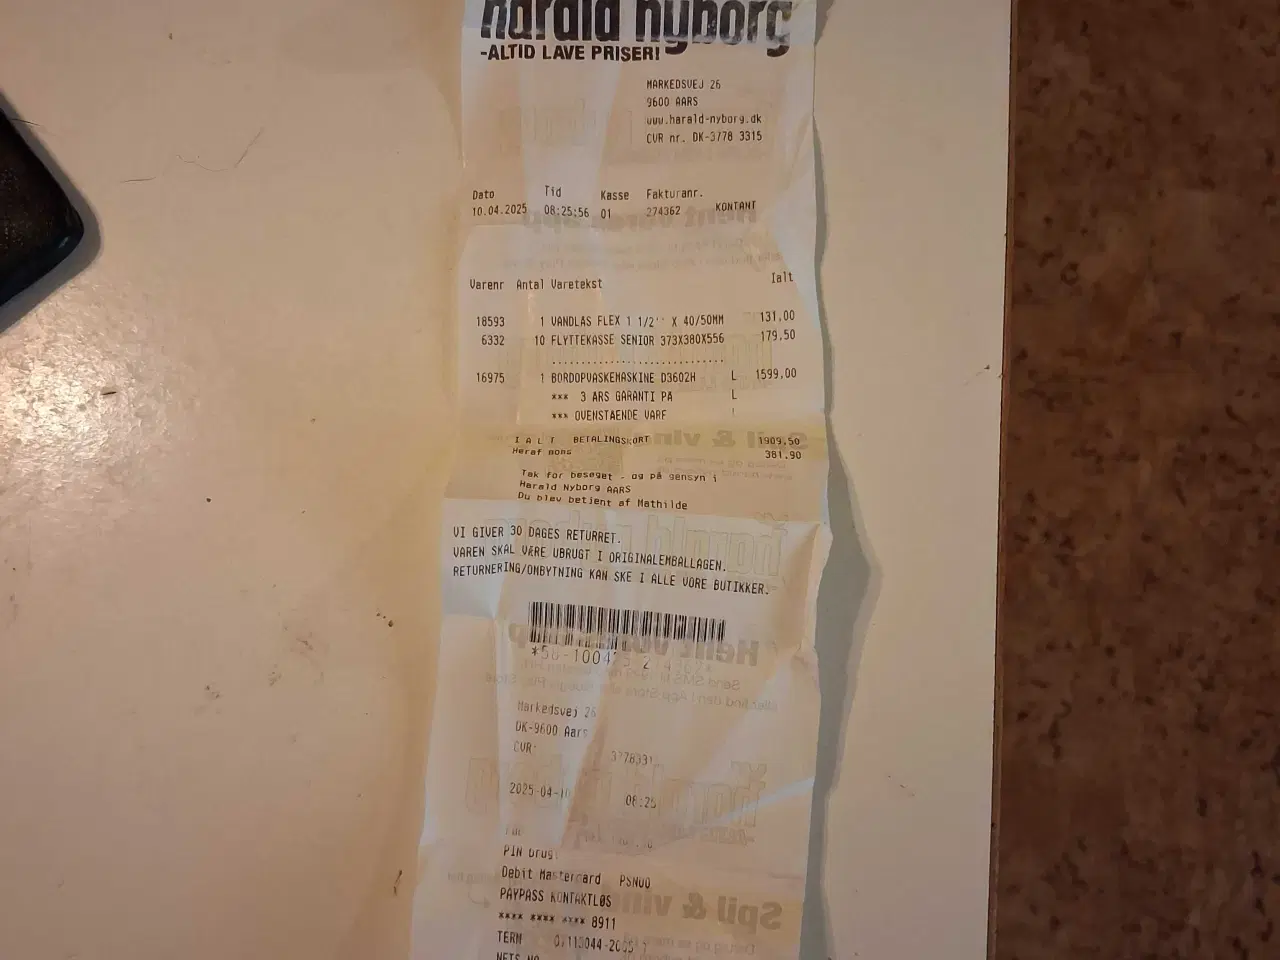 harald nyborg
-ALTID LAVE PRISER!
MARKEDSVEJ 26
9600 AARS
www.harald-nyborg.dk
CVR nr. DK-3778 3315
Dato Tid Kasse Fakturanr.
10.04.2025 08:25:56 01 274362 KONTANT
Varenr Antal Varetekst Ialt
18593 1 VANDLAS FLEX 1 1/2'' X 40/50MM 131,00
6332 10 FLYTTEKASSE SENIOR 373X380X556 179,50
................................
16975 1 BORDOPVASKEMASKINE D3602H L 1599,00
*** 3 ARS GARANTI PA L
*** OVENSTAENDE VARE
I A L T BETALINGSKORT 1909,50
Heraf moms 381,90
Tak for besøget - og på gensyn i
Harald Nyborg AARS
Du blev betjent af Mathilde
VI GIVER 30 DAGES RETURRET.
VAREN SKAL VÆRE UBRUGT I ORIGINALEMBALLAGEN.
RETURNERING/OMBYTNING KAN SKE I ALLE VORE BUTIKKER.
Markedsvej 26
DK-9600 Aars
CVR:
2025-04-10 08:25
PIN brugt
Debit Mastercard PSN00
PAYPASS KONTAKTLØS
**** **** **** 8911
TERM